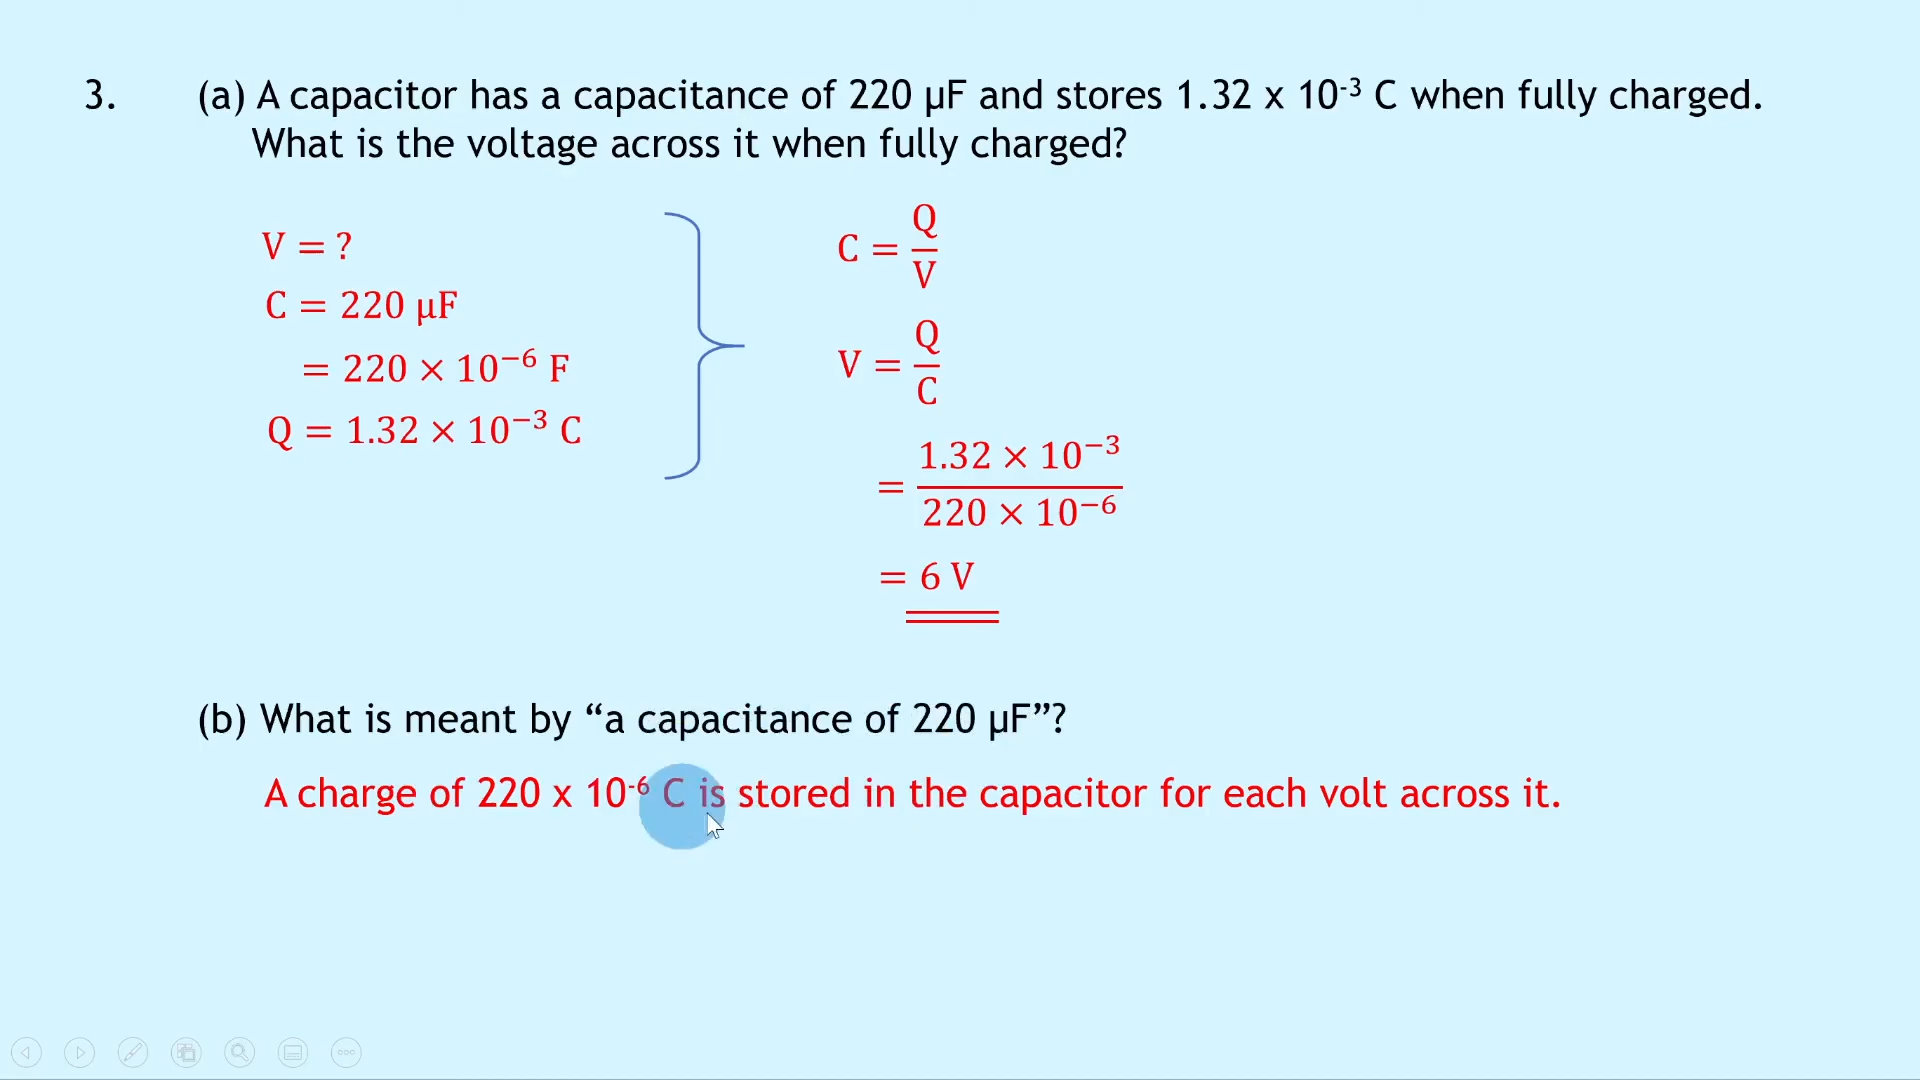 3. (a) A capacitor has a capacitance of 220 µF and stores 1.32 x 10⁻³ C when fully charged.
What is the voltage across it when fully charged?
V = ?
C = 220 µF
= 220 × 10⁻⁶ F
Q = 1.32 × 10⁻³ C
C = Q/V
V = Q/C
= 1.32 × 10⁻³ / 220 × 10⁻⁶
= 6 V
(b) What is meant by “a capacitance of 220 µF”?
A charge of 220 x 10⁻⁶ C is stored in the capacitor for each volt across it.